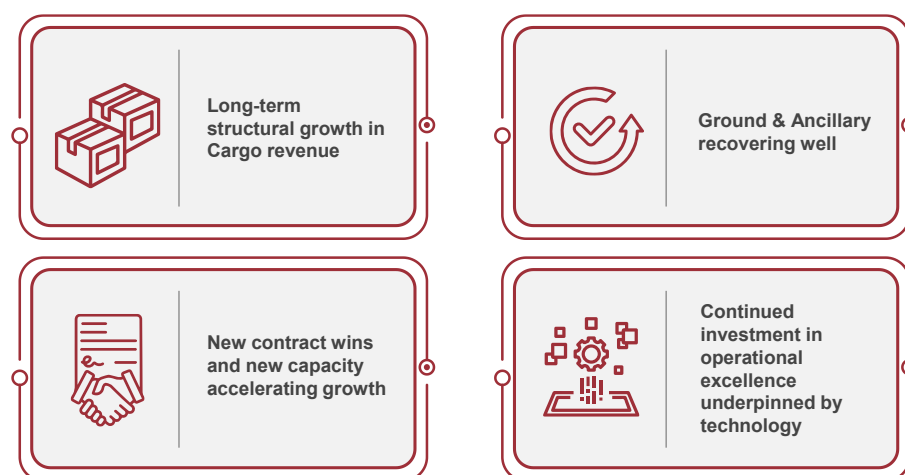 Long-term
structural growth in
Cargo revenue
Ground & Ancillary
recovering well
New contract wins
and new capacity
accelerating growth
Continued
investment in
operational
excellence
underpinned by
technology